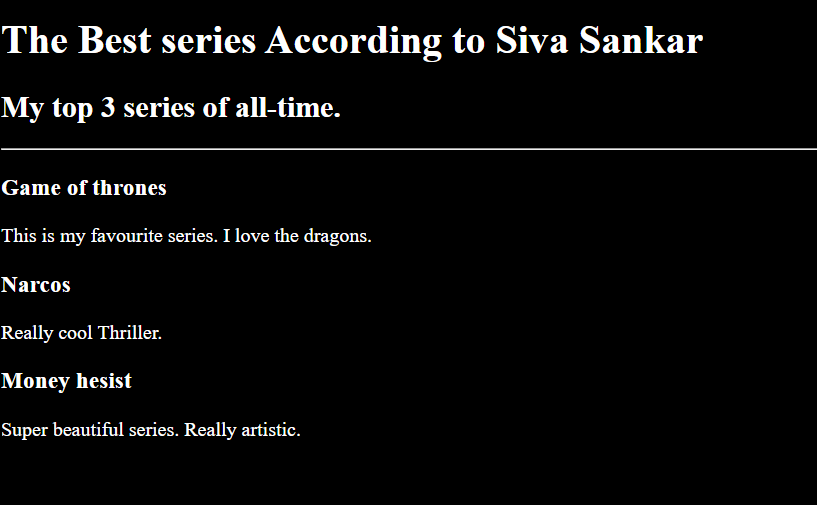 The Best series According to Siva Sankar
My top 3 series of all-time.
Game of thrones
This is my favourite series. I love the dragons.
Narcos
Really cool Thriller.
Money hesist
Super beautiful series. Really artistic.